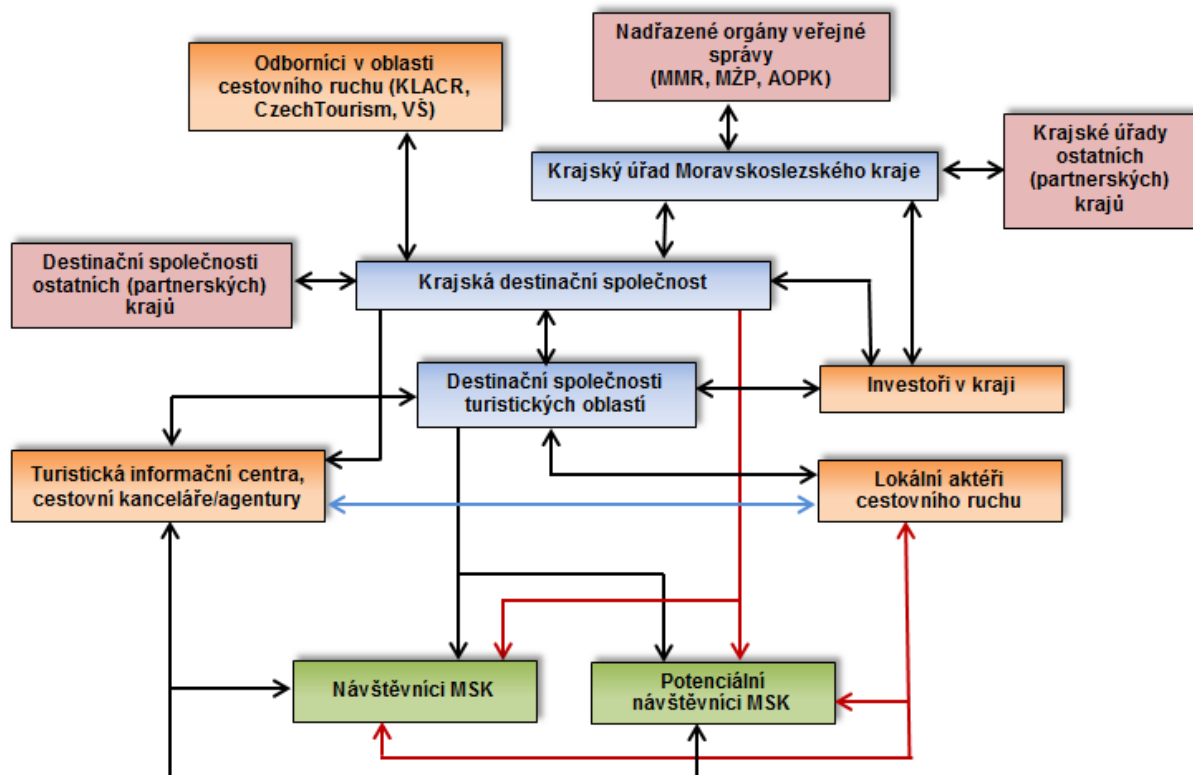 Nadřazené orgány veřejné
správy
(MMR, MŽP, AOPK)
Odborníci v oblasti
cestovního ruchu (KLACR,
CzechTourism, VŠ)
Krajské úřady
ostatních
(partnerských)
krajů
Krajský úřad Moravskoslezského kraje
Destinační společnosti
ostatních (partnerských)
krajů
Krajská destinační společnost
Destinační společnosti
turistických oblastí
Investoři v kraji
Turistická informační centra,
cestovní kanceláře/agentury
Lokální aktéři
cestovního ruchu
Návštěvníci MSK
Potenciální
návštěvníci MSK